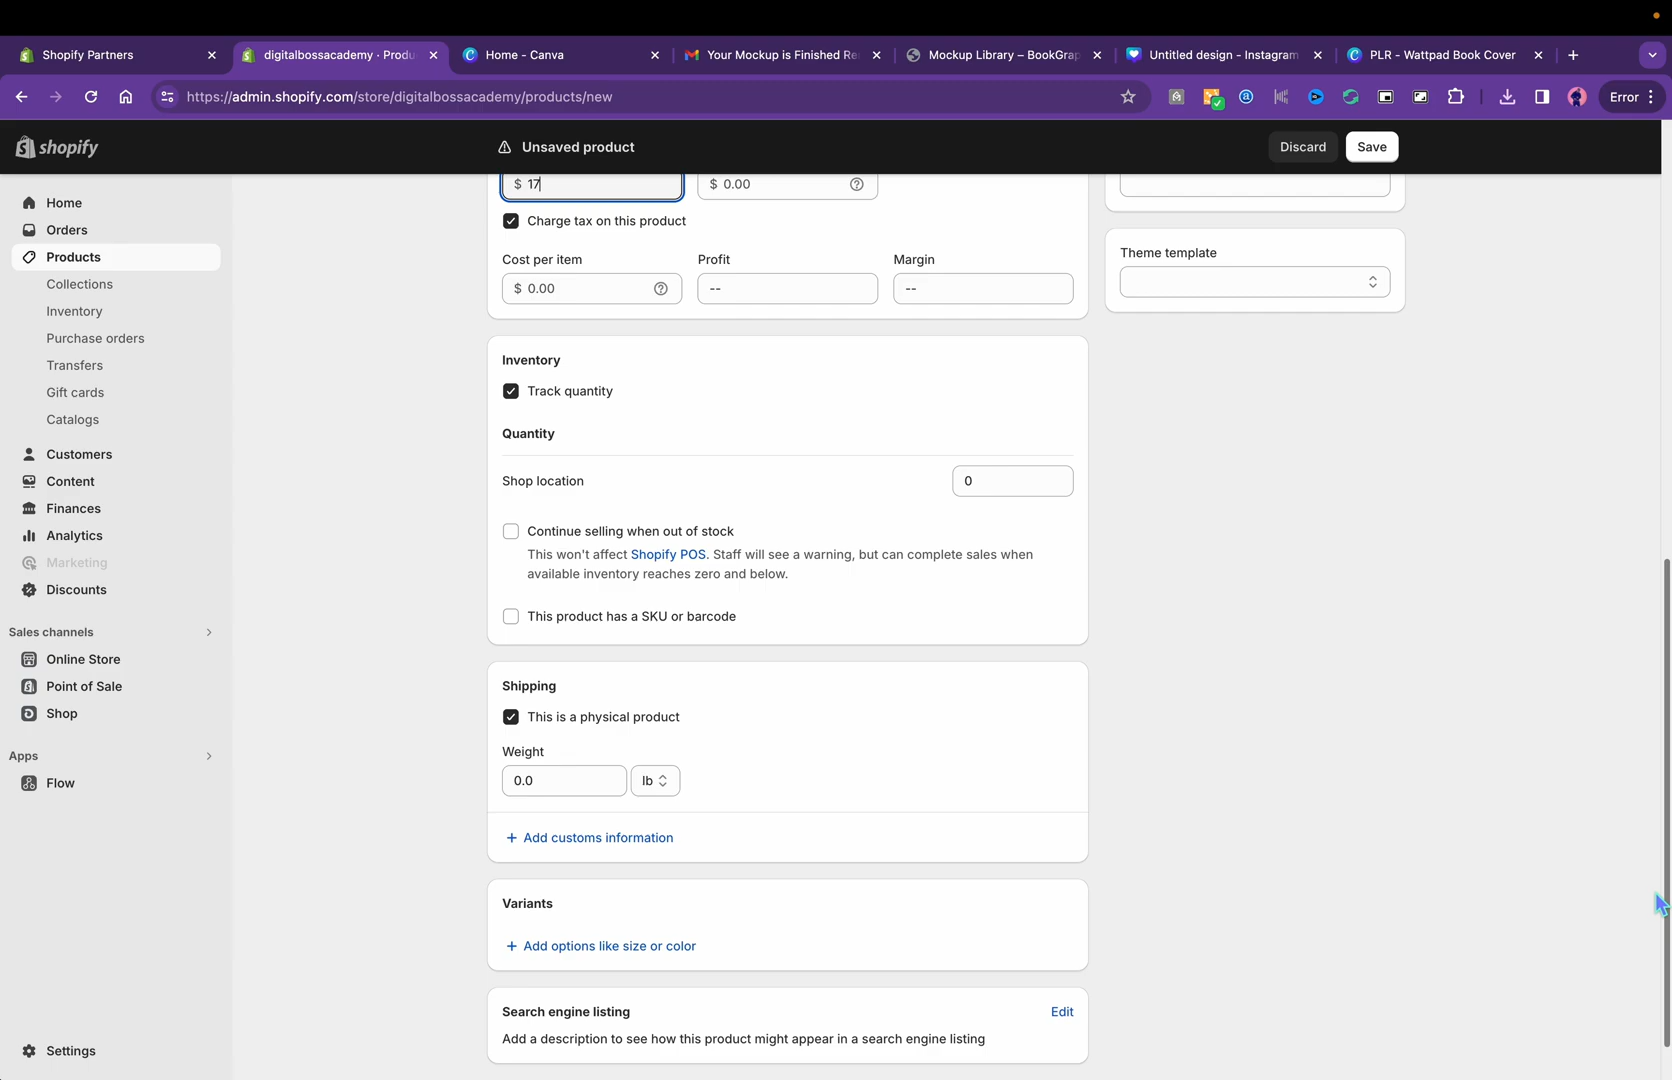 Shopify Partners
digitalbossacademy · Produ
Home - Canva
Your Mockup is Finished Re
Mockup Library – BookGrap
Untitled design - Instagram
PLR - Wattpad Book Cover
https://admin.shopify.com/store/digitalbossacademy/products/new
Error
shopify
Unsaved product
Discard
Save
Home
Orders
Products
Collections
Inventory
Purchase orders
Transfers
Gift cards
Catalogs
Customers
Content
Finances
Analytics
Marketing
Discounts
Sales channels
Online Store
Point of Sale
Shop
Apps
Flow
Settings
$ 17
$ 0.00
Charge tax on this product
Cost per item
Profit
Margin
$ 0.00
--
--
Inventory
Track quantity
Quantity
Shop location
0
Continue selling when out of stock
This won't affect Shopify POS. Staff will see a warning, but can complete sales when
available inventory reaches zero and below.
This product has a SKU or barcode
Shipping
This is a physical product
Weight
0.0
lb
+ Add customs information
Variants
+ Add options like size or color
Search engine listing
Edit
Add a description to see how this product might appear in a search engine listing
Theme template